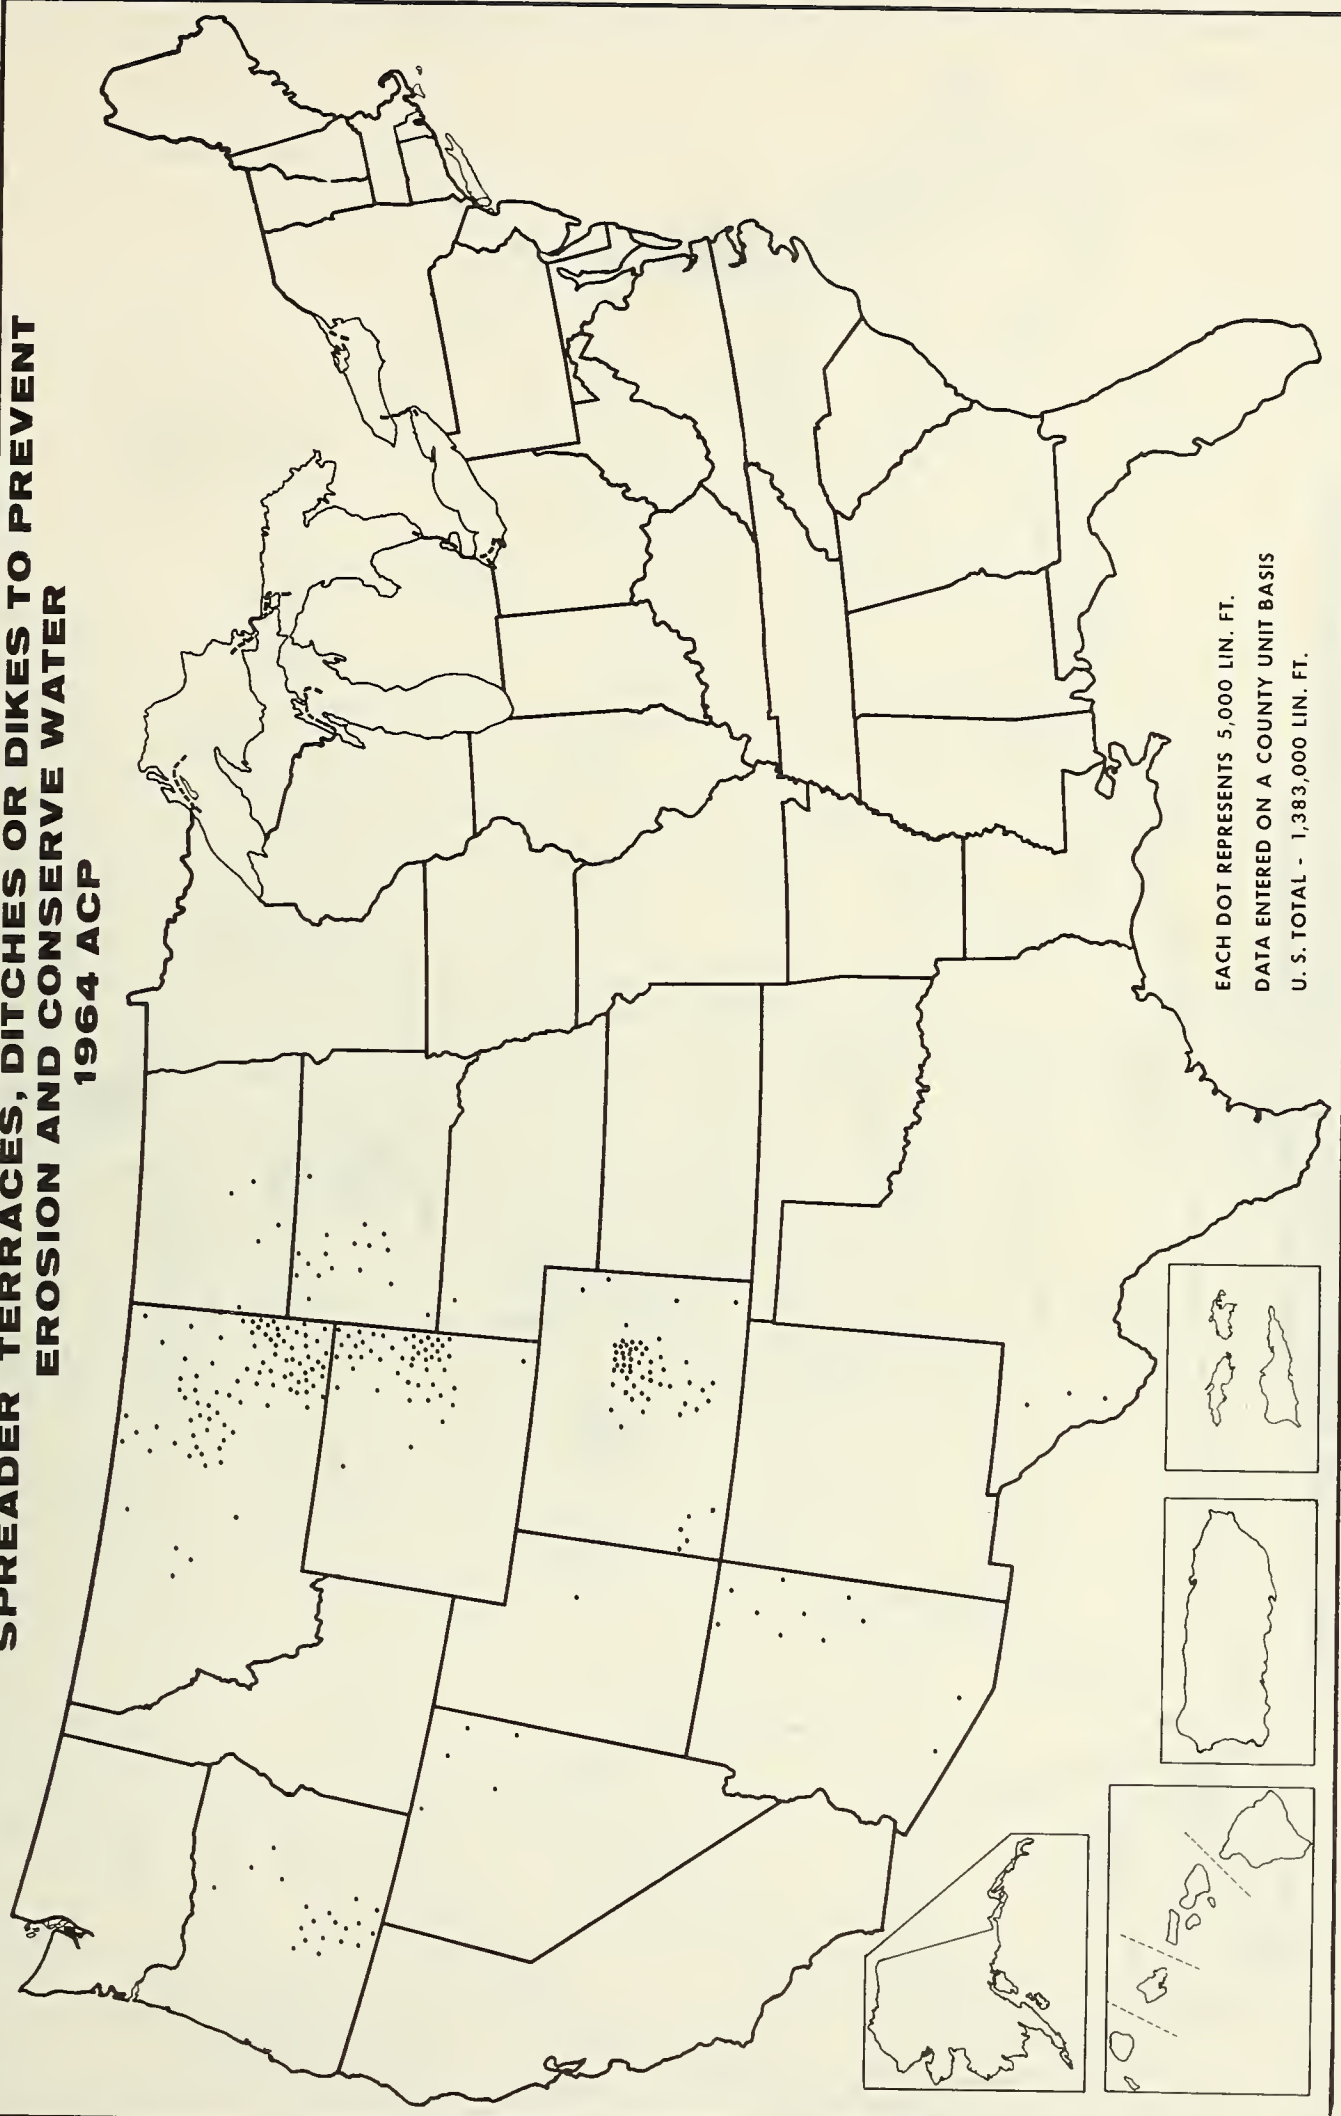 SPREADER TERRACES, DITCHES OR DIKES TO PREVENT
EROSION AND CONSERVE WATER
1964 ACP
EACH DOT REPRESENTS 5,000 LIN. FT.
DATA ENTERED ON A COUNTY UNIT BASIS
U. S. TOTAL - 1,383,000 LIN. FT.